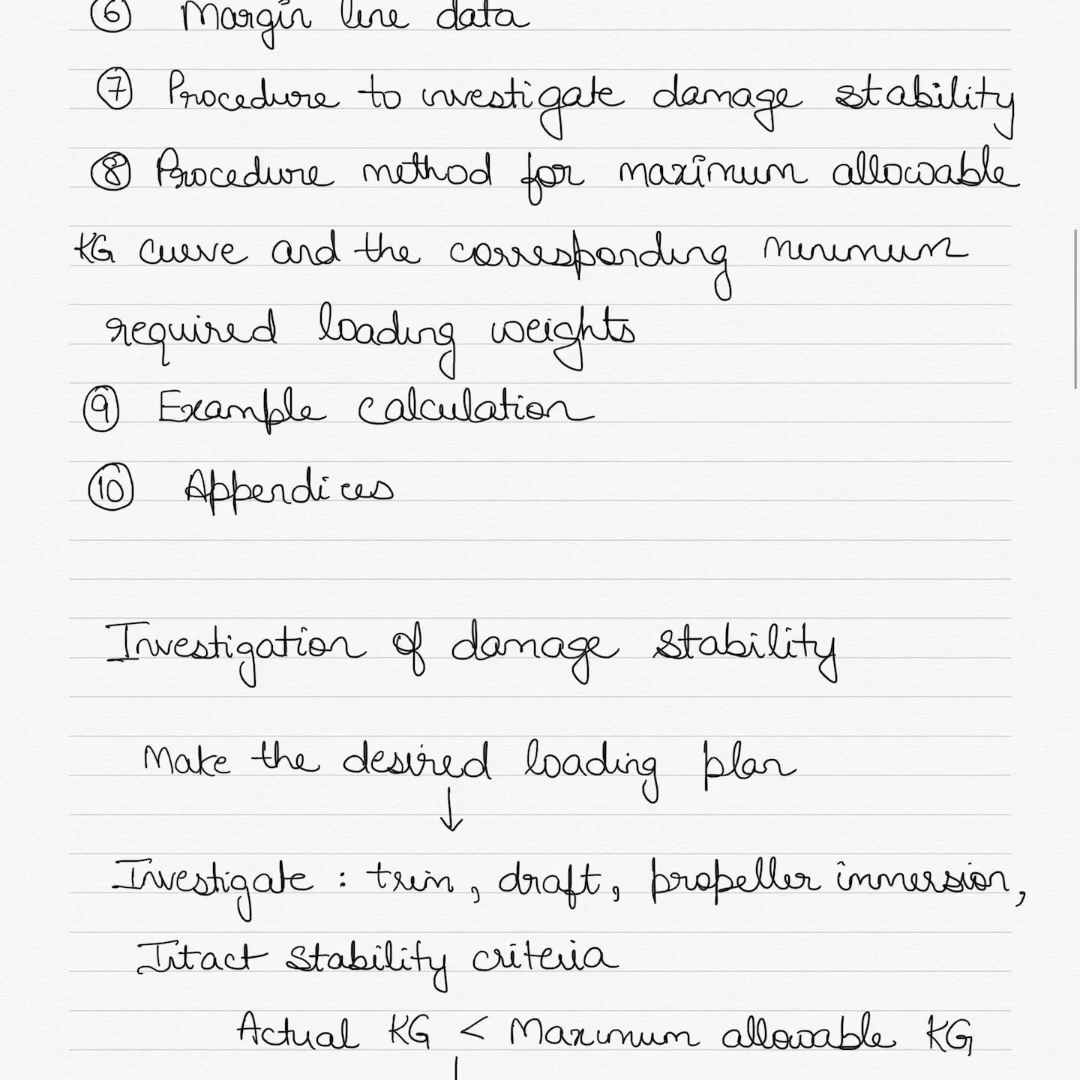 ⑥ Margin line data
⑦ Procedure to investigate damage stability
⑧ Procedure method for maximum allowable
KG curve and the corresponding minimum
required loading weights
⑨ Example calculation
⑩ Appendices
Investigation of damage stability
Make the desired loading plan
↓
Investigate : trim, draft, propeller immersion,
Intact stability criteria
Actual KG < Maximum allowable KG